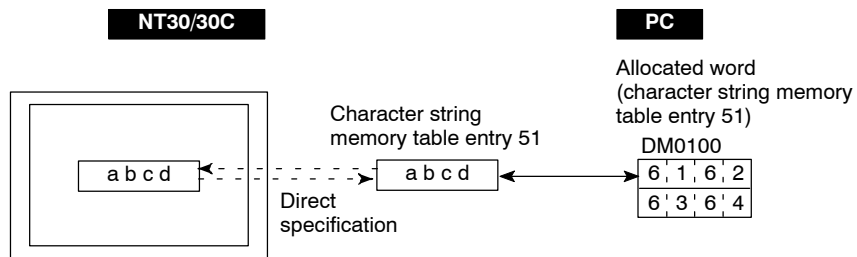 NT30/30C
PC
Allocated word
(character string memory
table entry 51)
Character string
memory table entry 51
DM0100
a b c d
a b c d
6 1 6 2
6 3 6 4
Direct
specification